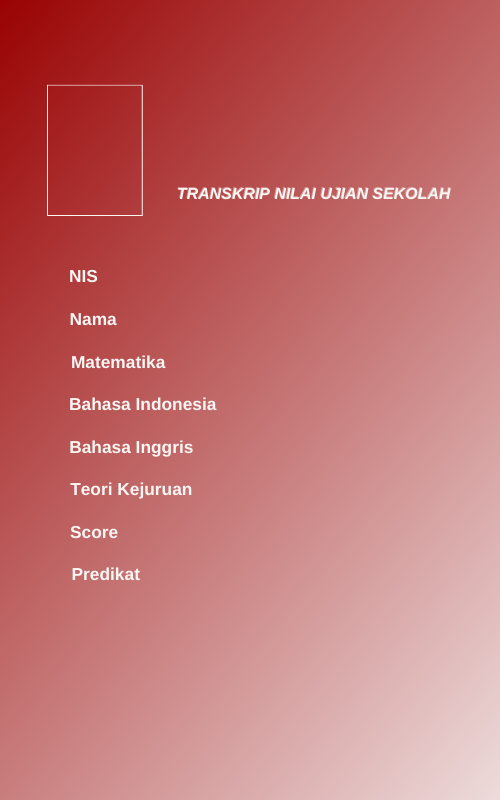 TRANSKRIP NILAI UJIAN SEKOLAH
NIS
Nama
Matematika
Bahasa Indonesia
Bahasa Inggris
Teori Kejuruan
Score
Predikat